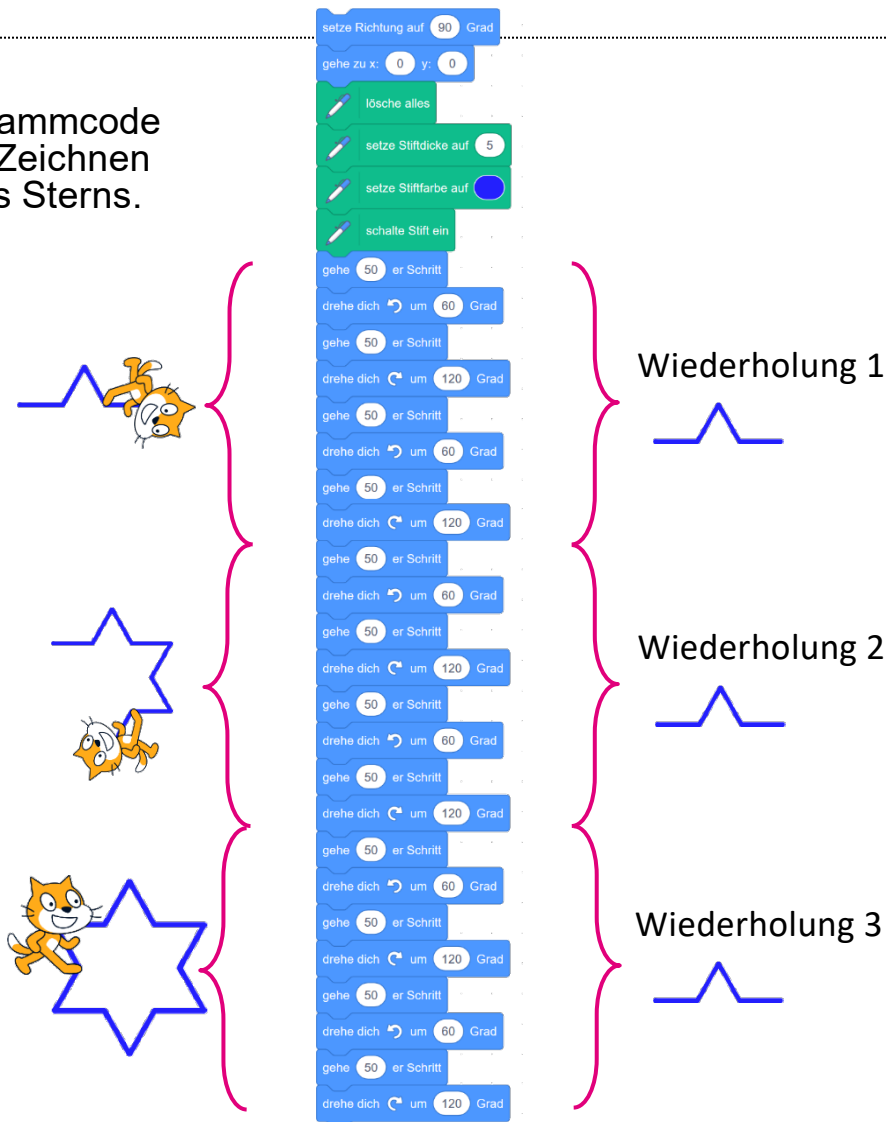 ammcode
Zeichnen
s Sterns.
setze Richtung auf 90 Grad
gehe zu x: 0 y: 0
lösche alles
setze Stiftdicke auf 5
setze Stiftfarbe auf
schalte Stift ein
gehe 50 er Schritt
drehe dich um 60 Grad
gehe 50 er Schritt
drehe dich um 120 Grad
gehe 50 er Schritt
drehe dich um 60 Grad
gehe 50 er Schritt
drehe dich um 120 Grad
Wiederholung 1
gehe 50 er Schritt
drehe dich um 60 Grad
gehe 50 er Schritt
drehe dich um 120 Grad
gehe 50 er Schritt
drehe dich um 60 Grad
gehe 50 er Schritt
drehe dich um 120 Grad
Wiederholung 2
gehe 50 er Schritt
drehe dich um 60 Grad
gehe 50 er Schritt
drehe dich um 120 Grad
gehe 50 er Schritt
drehe dich um 60 Grad
gehe 50 er Schritt
drehe dich um 120 Grad
Wiederholung 3